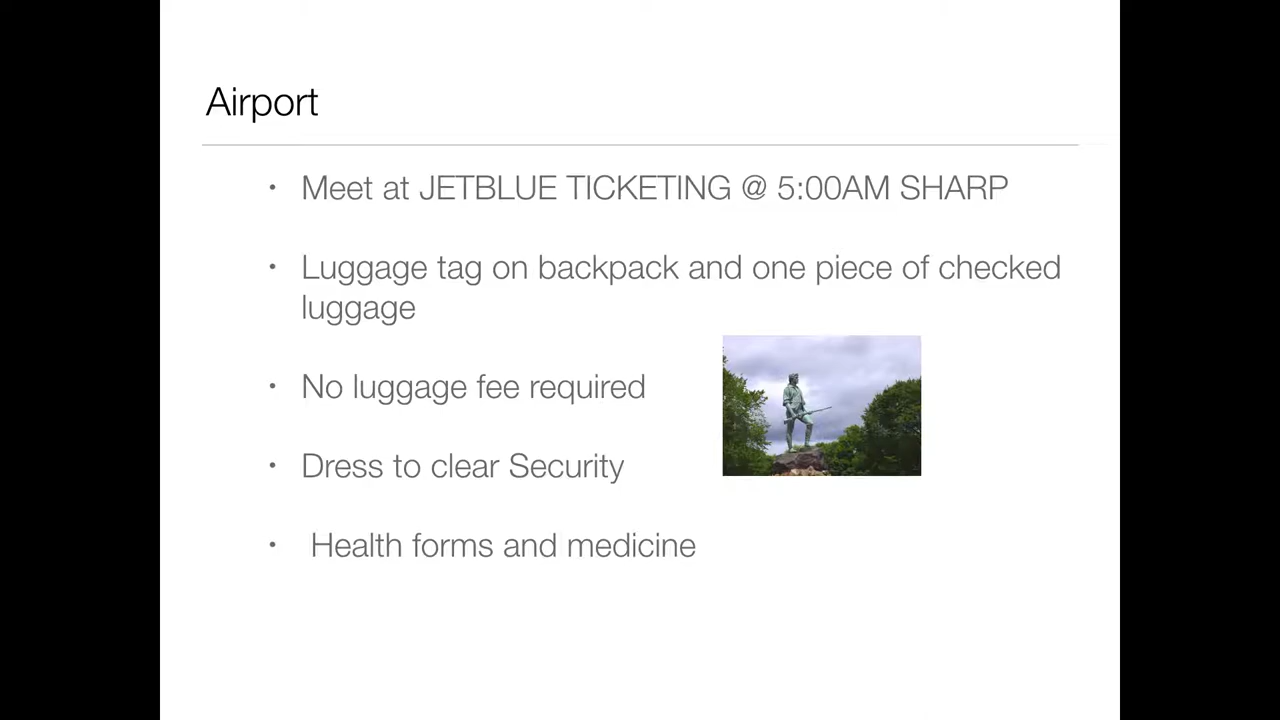 Airport
• Meet at JETBLUE TICKETING @ 5:00AM SHARP
• Luggage tag on backpack and one piece of checked
luggage
• No luggage fee required
• Dress to clear Security
• Health forms and medicine